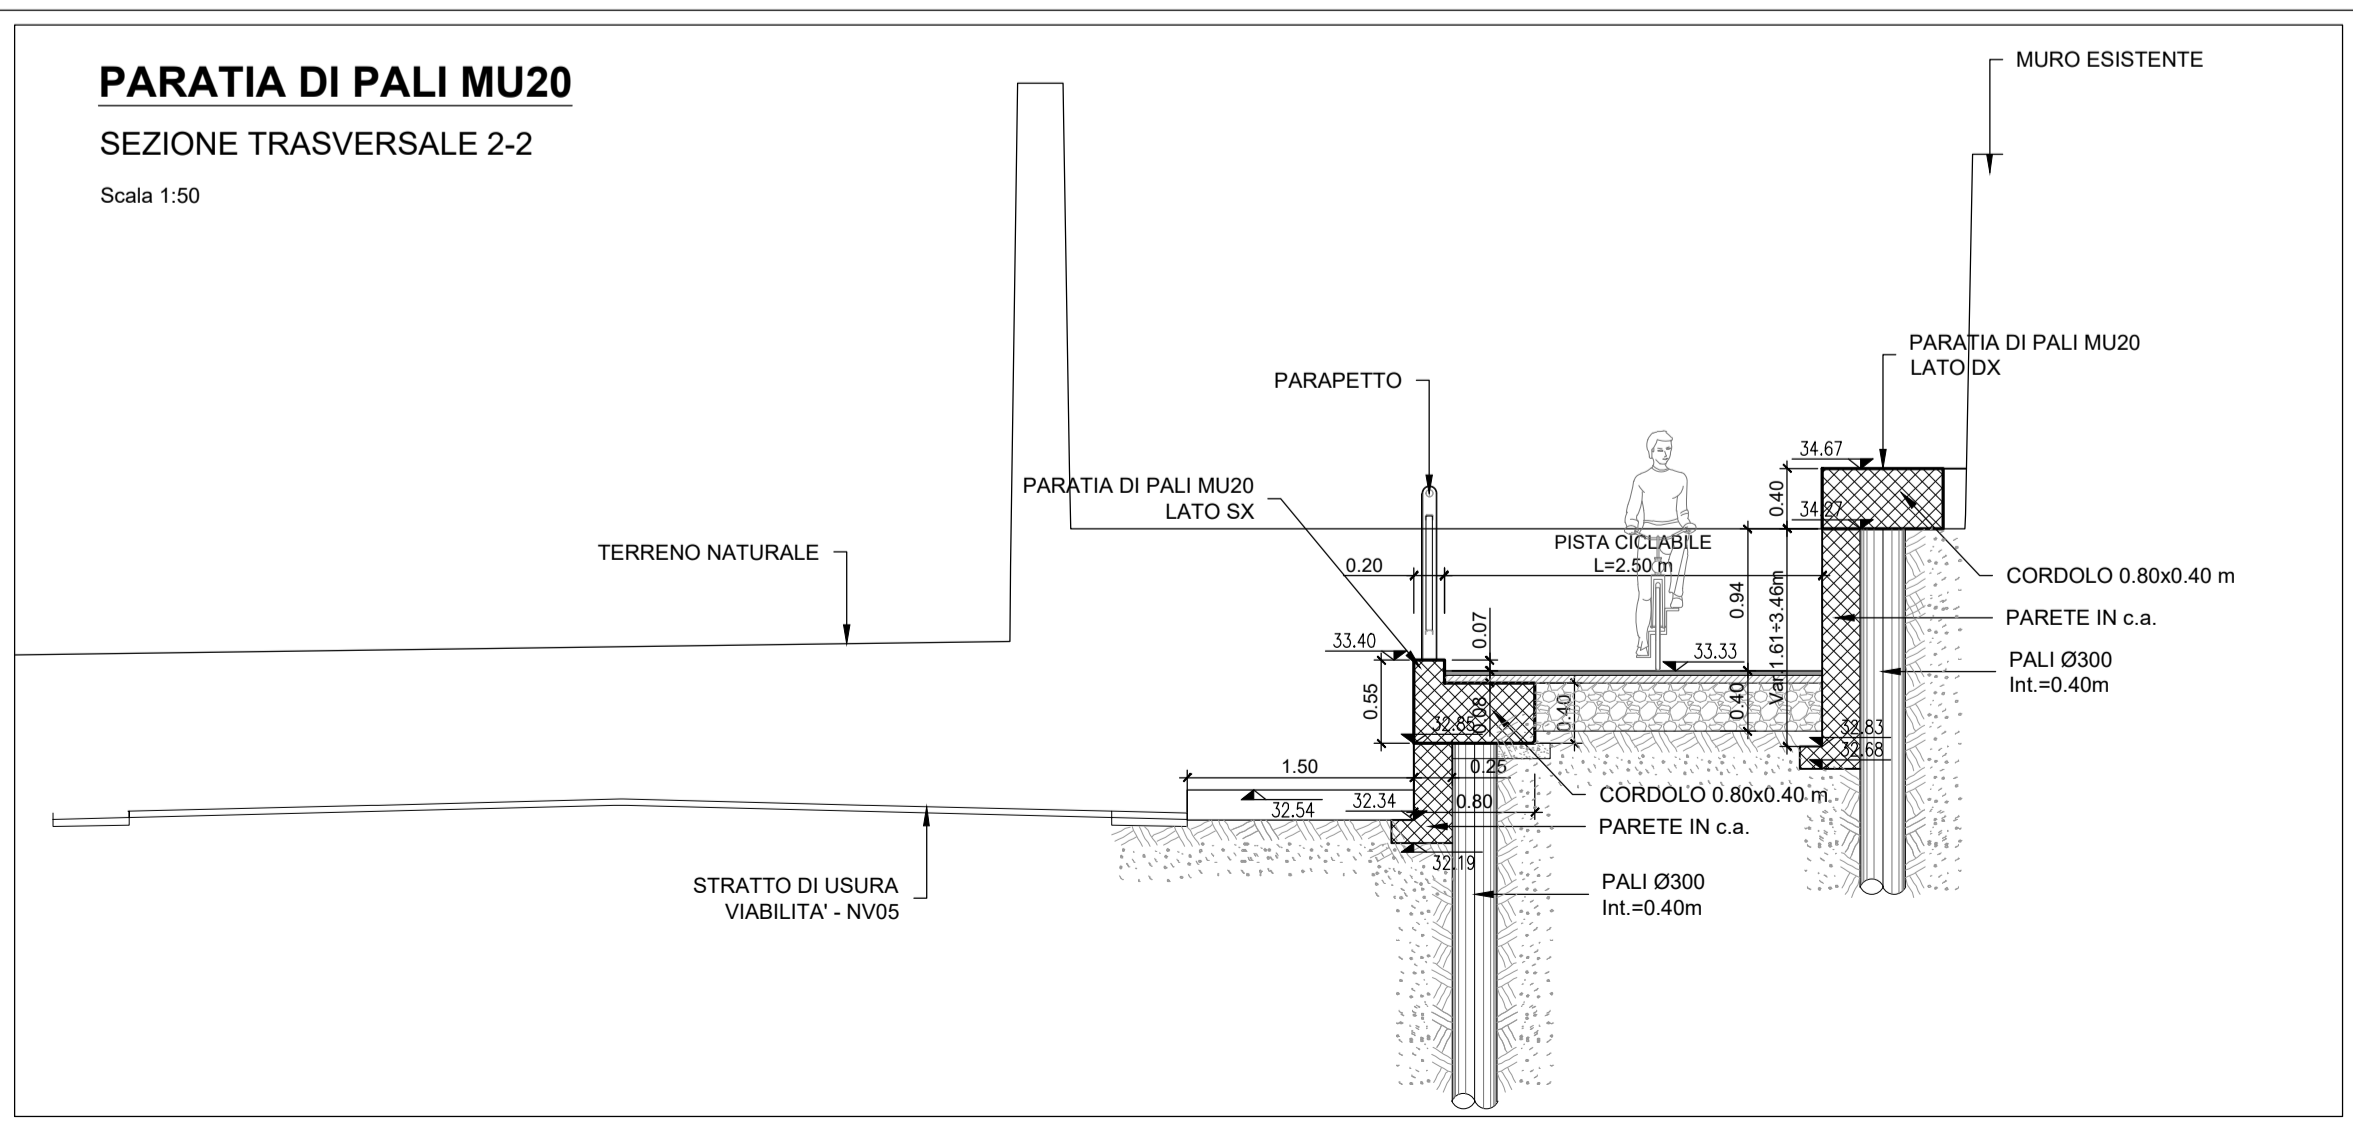 PARATIA DI PALI MU20
SEZIONE TRASVERSALE 2-2
Scala 1:50
MURO ESISTENTE
PARATIA DI PALI MU20
LATO DX
PARAPETTO
34.67
PARATIA DI PALI MU20
LATO SX
0.40
34.27
TERRENO NATURALE
PISTA CICLABILE
L=2.50 m
0.20
CORDOLO 0.80x0.40 m
0.94
Var.1.61÷3.46m
PARETE IN c.a.
0.07
33.40
33.33
PALI Ø300
Int.=0.40m
0.55
0.08
0.40
0.40
32.85
32.83
32.68
1.50
0.25
32.54
32.34
0.80
CORDOLO 0.80x0.40 m
PARETE IN c.a.
32.19
STRATTO DI USURA
VIABILITA' - NV05
PALI Ø300
Int.=0.40m